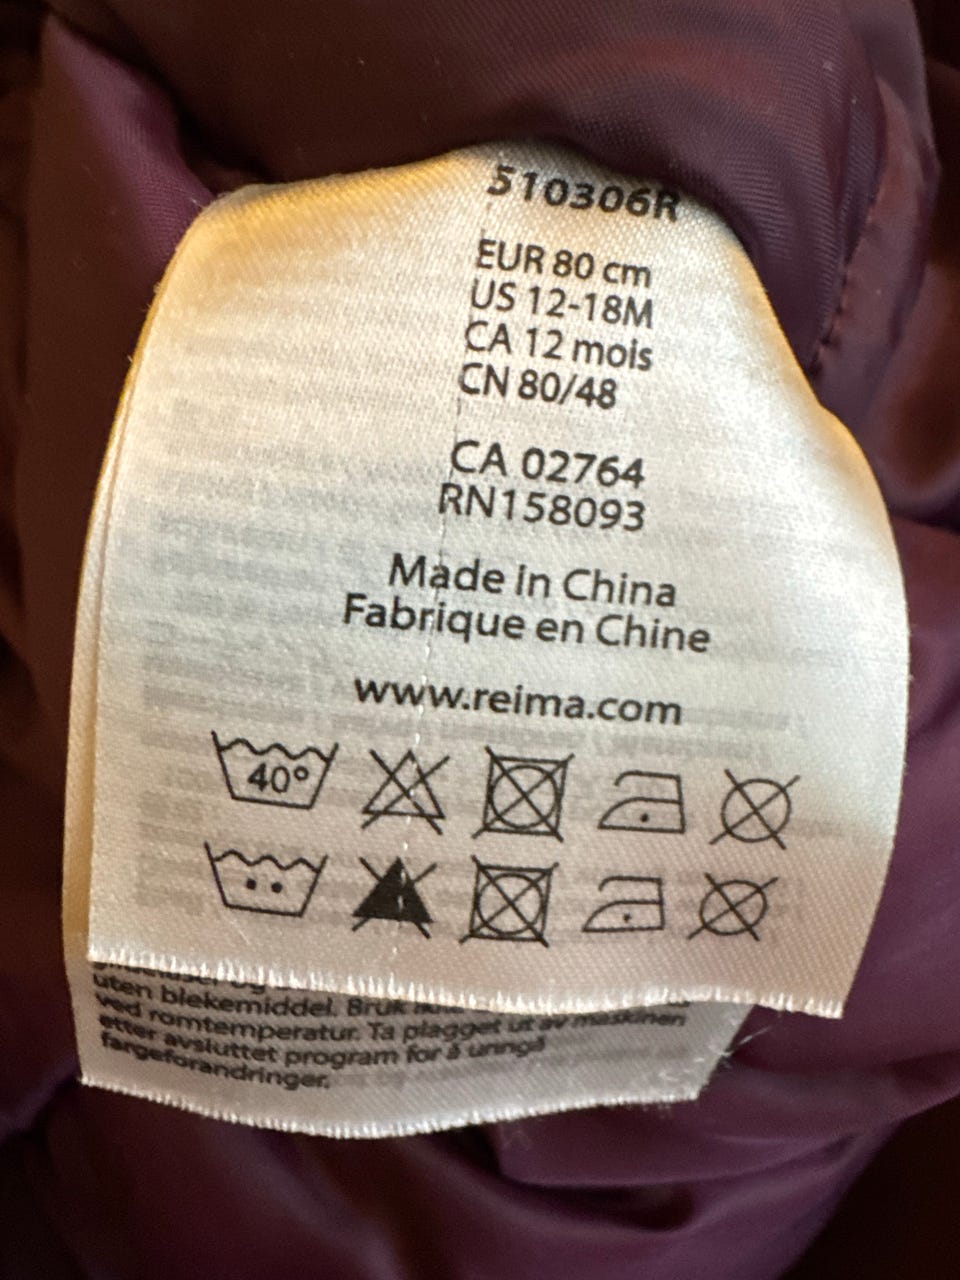 510306R
EUR 80 cm
US 12-18M
CA 12 mois
CN 80/48
CA 02764
RN158093
Made in China
Fabrique en Chine
www.reima.com
40°
uten blekemiddel. Bruk
ved romtemperatur. Ta plagget ut av maskinen
etter avsluttet program for å unngå
fargeforandringer.